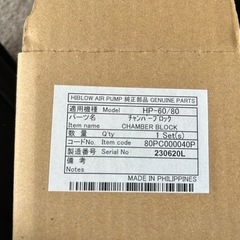 HIBLOW AIR PUMP 純正部品 GENUINE PARTS
適用機種 Model HP-60/80
パーツ名 チャンバーブロック
Item name CHAMBER BLOCK
数量 Q'ty 1 Set(s)
コードNo. Item Code 80PC000040P
製造番号 Serial No 230620L
備考
Notes
MADE IN PHILIPPINES